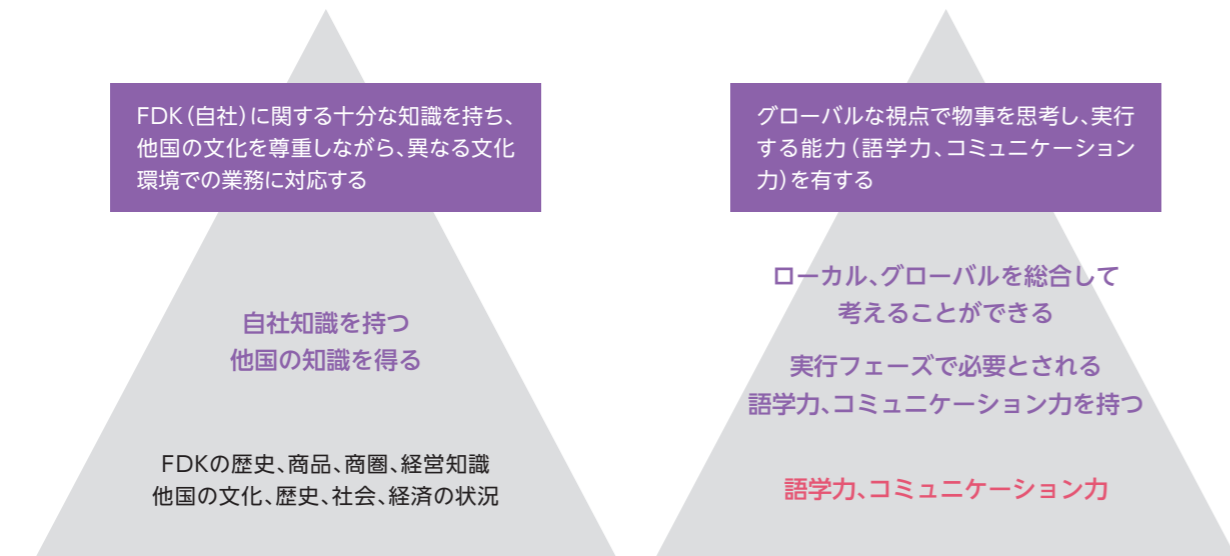 FDK(自社)に関する十分な知識を持ち、
他国の文化を尊重しながら、異なる文化
環境での業務に対応する
自社知識を持つ
他国の知識を得る
FDKの歴史、商品、商圏、経営知識
他国の文化、歴史、社会、経済の状況
グローバルな視点で物事を思考し、実行
する能力(語学力、コミュニケーション
力)を有する
ローカル、グローバルを総合して
考えることができる
実行フェーズで必要とされる
語学力、コミュニケーション力を持つ
語学力、コミュニケーション力